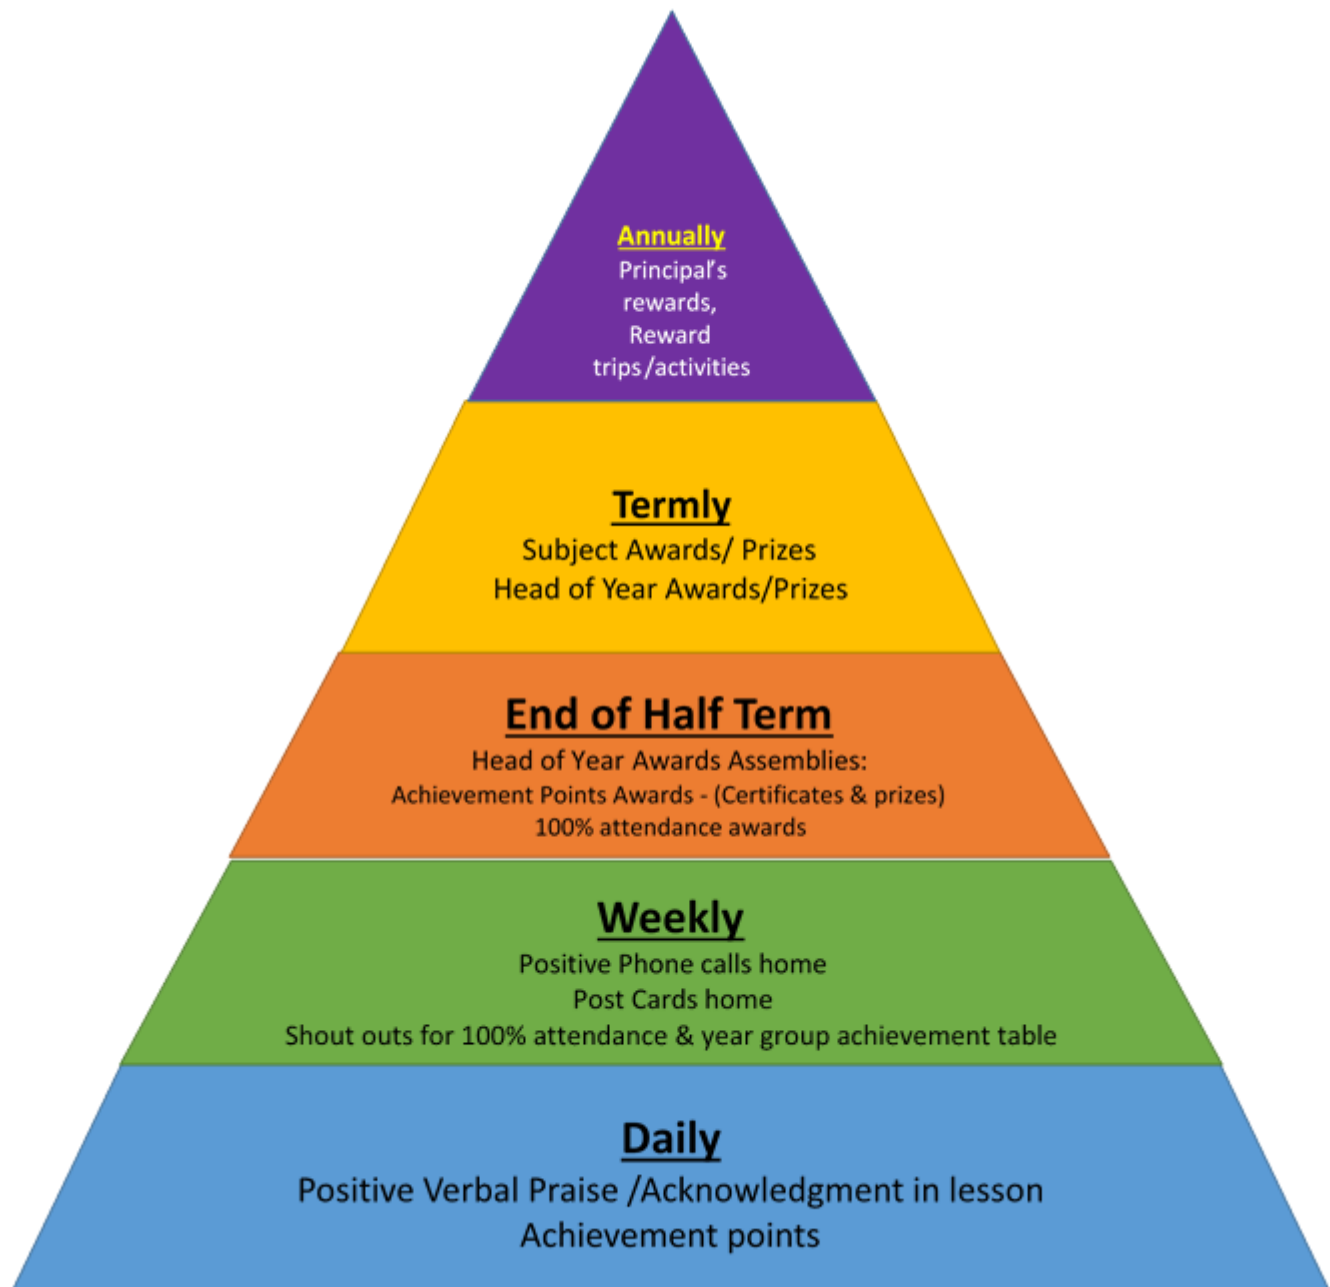 Annually
Principal's
rewards,
Reward
trips/activities
Termly
Subject Awards/ Prizes
Head of Year Awards/Prizes
End of Half Term
Head of Year Awards Assemblies:
Achievement Points Awards - (Certificates & prizes)
100% attendance awards
Weekly
Positive Phone calls home
Post Cards home
Shout outs for 100% attendance & year group achievement table
Daily
Positive Verbal Praise /Acknowledgment in lesson
Achievement points